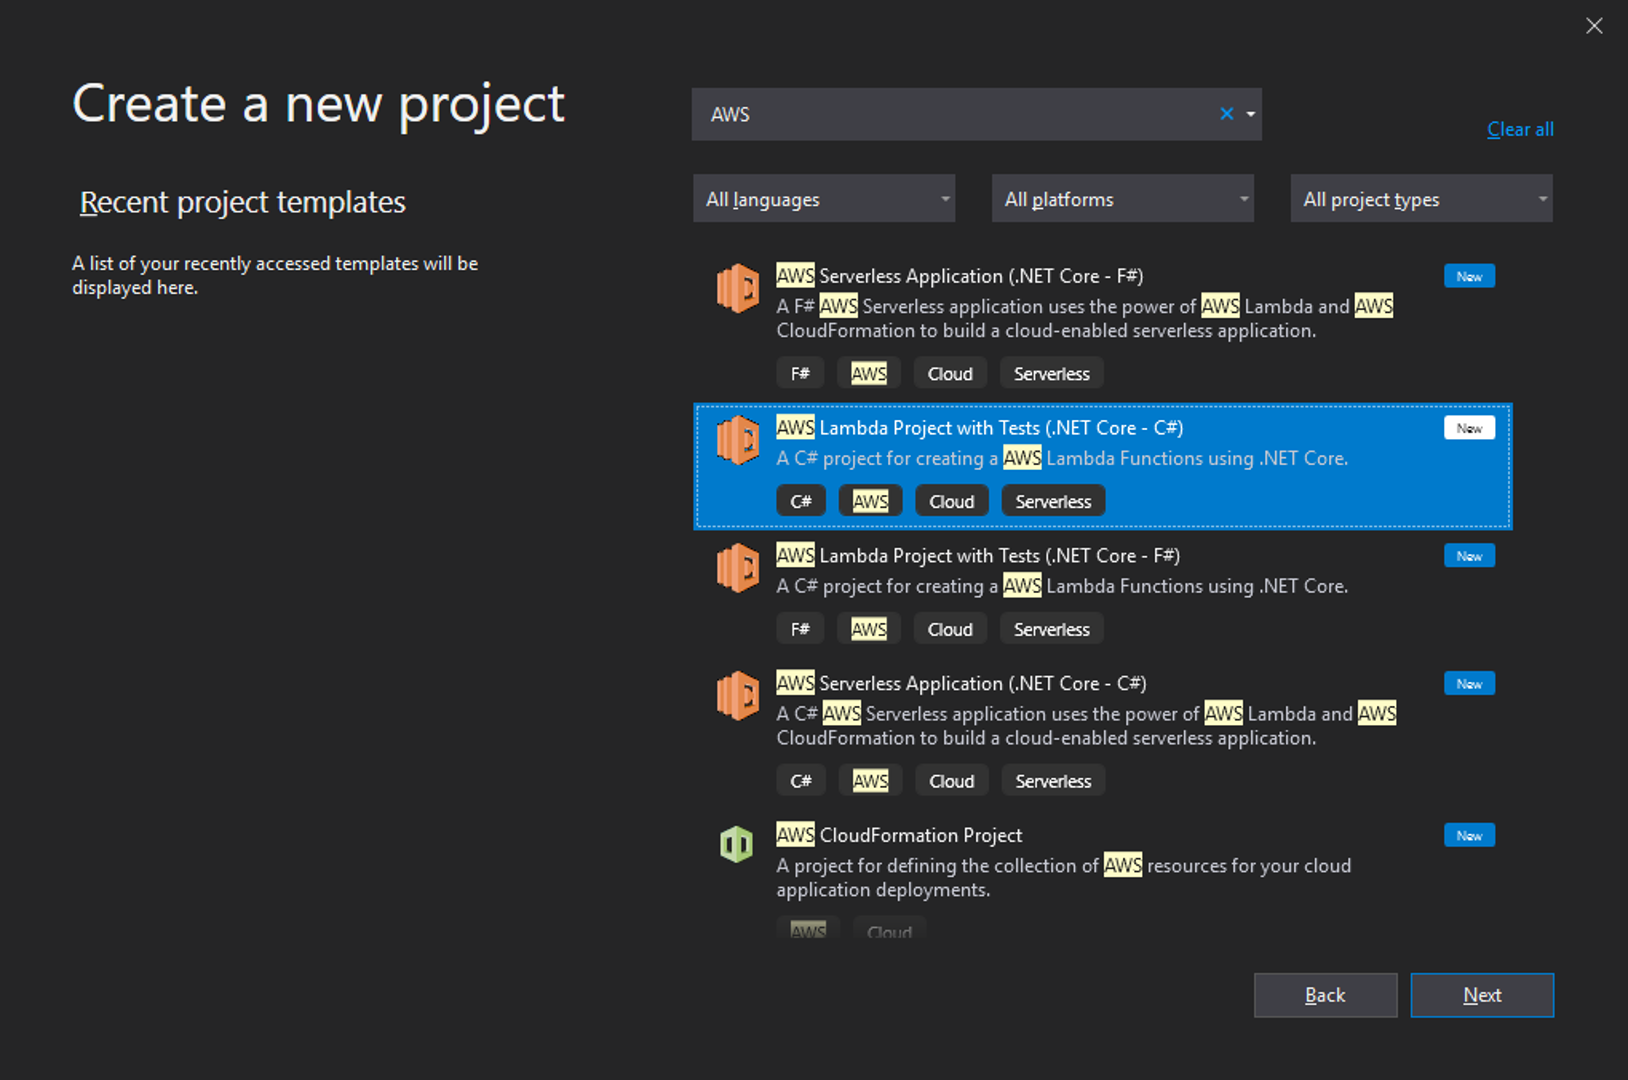 Create a new project
AWS
Clear all
Recent project templates
All languages
All platforms
All project types
A list of your recently accessed templates will be
displayed here.
AWS Serverless Application (.NET Core - F#)
New
A F# AWS Serverless application uses the power of AWS Lambda and AWS
CloudFormation to build a cloud-enabled serverless application.
F# AWS Cloud Serverless
AWS Lambda Project with Tests (.NET Core - C#)
New
A C# project for creating a AWS Lambda Functions using .NET Core.
C# AWS Cloud Serverless
AWS Lambda Project with Tests (.NET Core - F#)
New
A C# project for creating a AWS Lambda Functions using .NET Core.
F# AWS Cloud Serverless
AWS Serverless Application (.NET Core - C#)
New
A C# AWS Serverless application uses the power of AWS Lambda and AWS
CloudFormation to build a cloud-enabled serverless application.
C# AWS Cloud Serverless
AWS CloudFormation Project
New
A project for defining the collection of AWS resources for your cloud
application deployments.
AWS Cloud
Back
Next